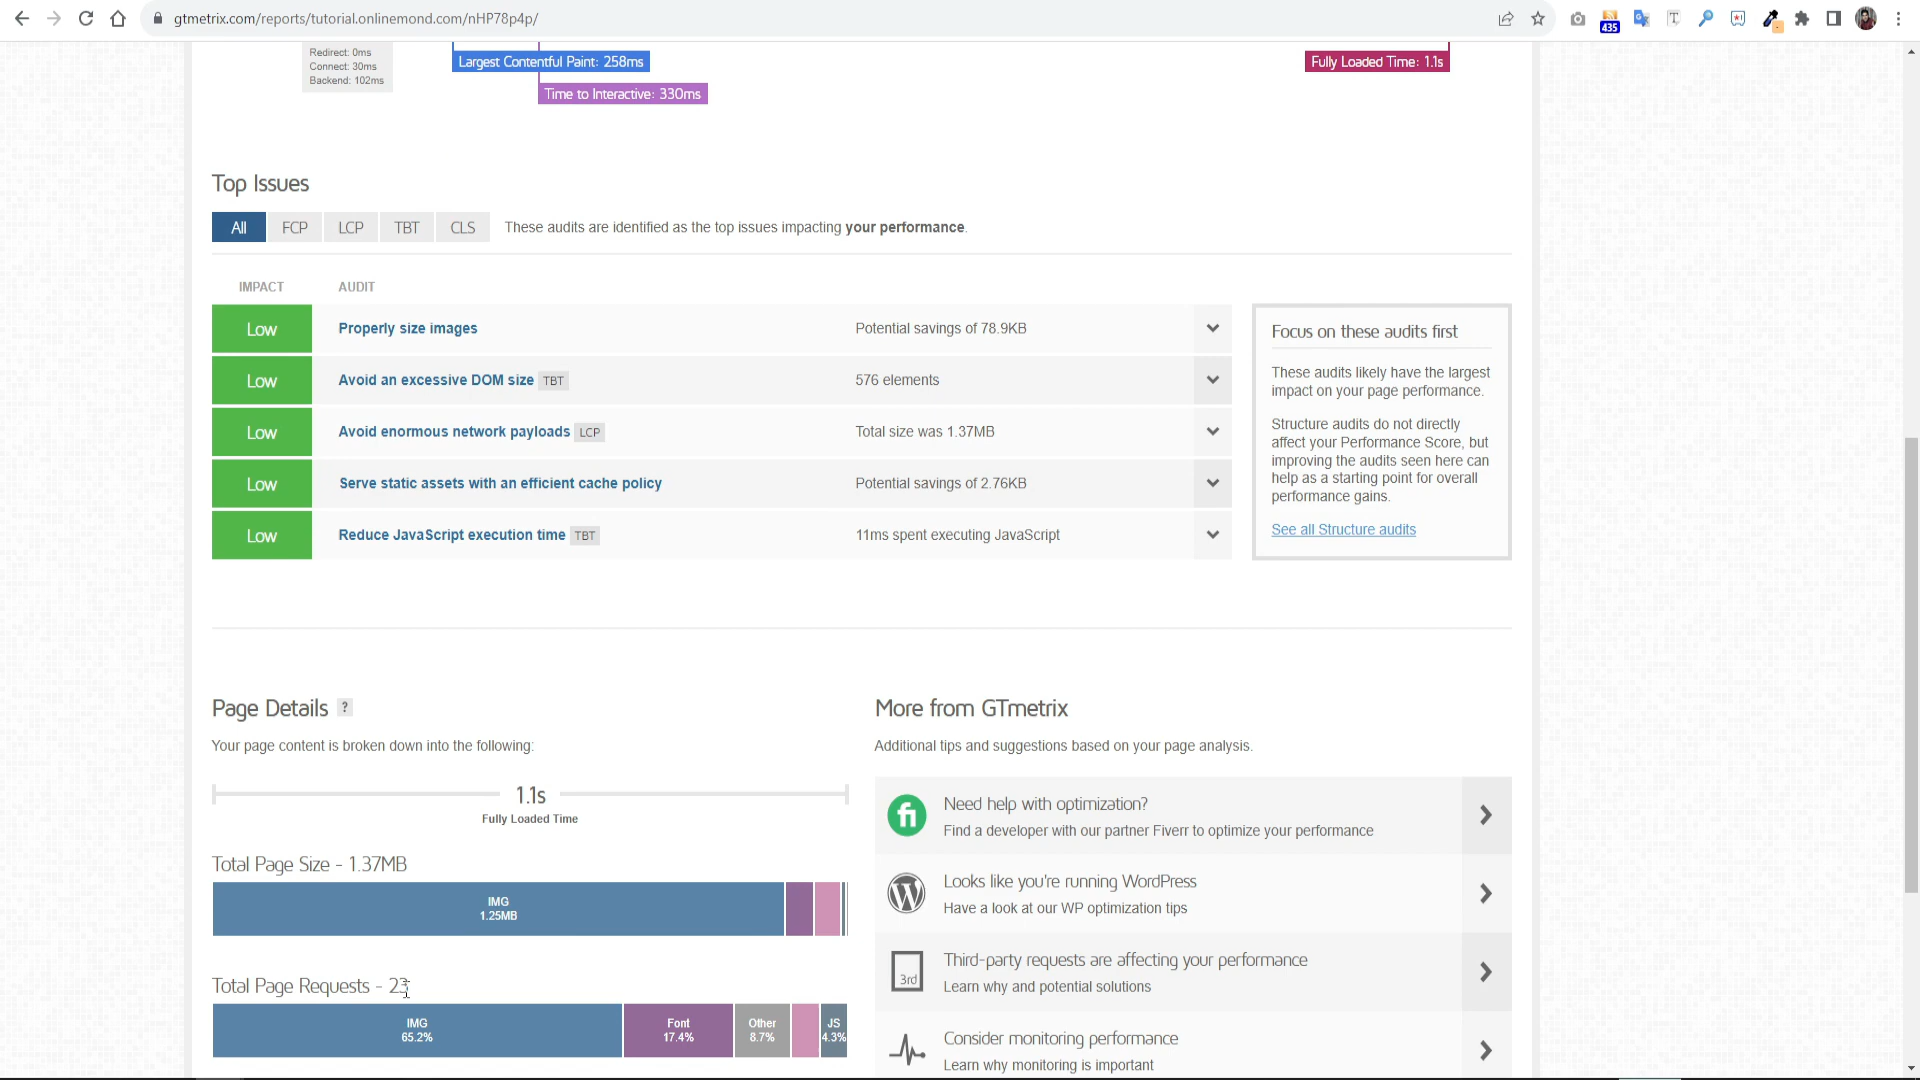 gtmetrix.com/reports/tutorial.onlinemond.com/nHP78p4p/
435
Redirect: 0ms
Connect: 30ms
Backend: 102ms
Largest Contentful Paint: 258ms
Time to Interactive: 330ms
Fully Loaded Time: 1.1s
Top Issues
All FCP LCP TBT CLS These audits are identified as the top issues impacting your performance.
IMPACT AUDIT
Low Properly size images Potential savings of 78.9KB
Low Avoid an excessive DOM size TBT 576 elements
Low Avoid enormous network payloads LCP Total size was 1.37MB
Low Serve static assets with an efficient cache policy Potential savings of 2.76KB
Low Reduce JavaScript execution time TBT 11ms spent executing JavaScript
Focus on these audits first
These audits likely have the largest
impact on your page performance.
Structure audits do not directly
affect your Performance Score, but
improving the audits seen here can
help as a starting point for overall
performance gains.
See all Structure audits
Page Details ?
Your page content is broken down into the following:
1.1s
Fully Loaded Time
Total Page Size - 1.37MB
IMG
1.25MB
Total Page Requests - 23
IMG
65.2%
Font
17.4%
Other
8.7%
JS
4.3%
More from GTmetrix
Additional tips and suggestions based on your page analysis.
fi
Need help with optimization?
Find a developer with our partner Fiverr to optimize your performance
Looks like you're running WordPress
Have a look at our WP optimization tips
3rd
Third-party requests are affecting your performance
Learn why and potential solutions
Consider monitoring performance
Learn why monitoring is important